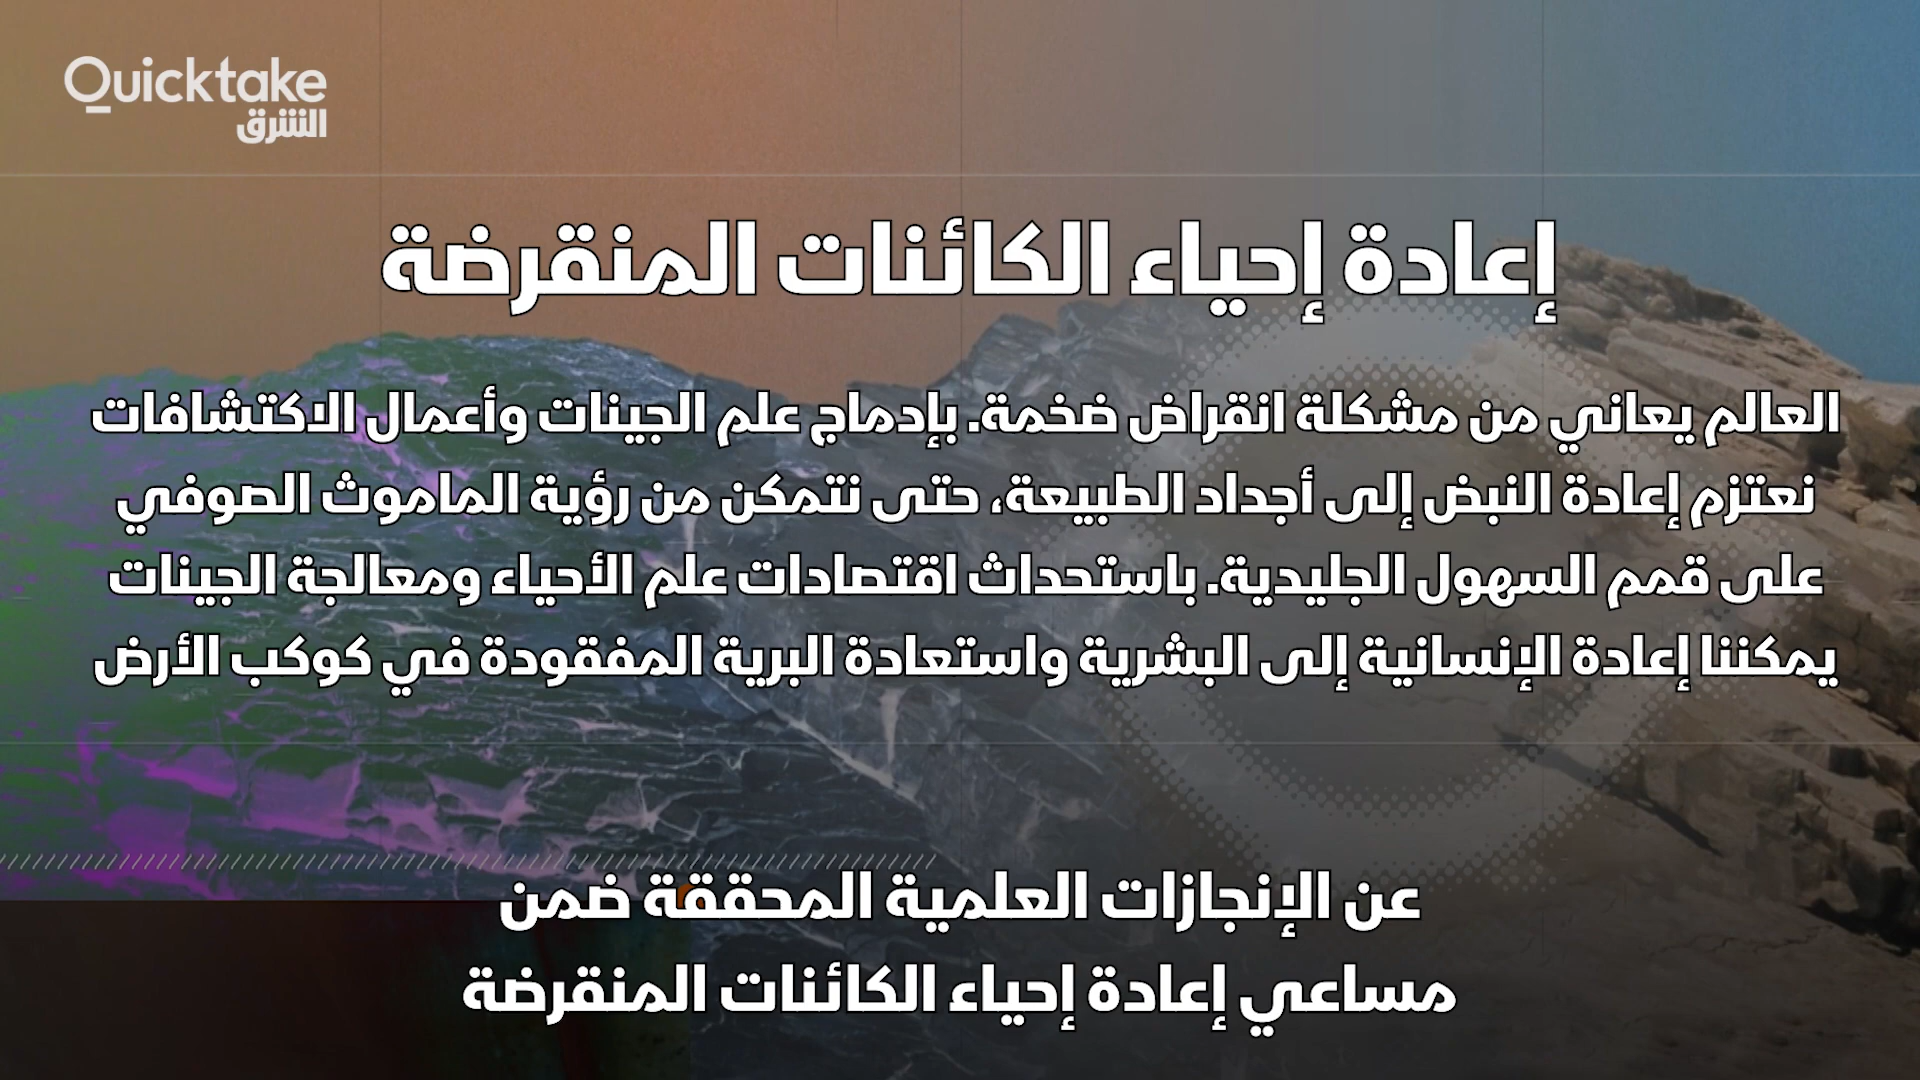 Quicktake
الشرق
إعادة إحياء الكائنات المنقرضة
العالم يعاني من مشكلة انقراض ضخمة. بإدماج علم الجينات وأعمال الاكتشافات
نعتزم إعادة النبض إلى أجداد الطبيعة، حتى نتمكن من رؤية الماموث الصوفي
على قمم السهول الجليدية. باستحداث اقتصادات علم الأحياء ومعالجة الجينات
يمكننا إعادة الإنسانية إلى البشرية واستعادة البرية المفقودة في كوكب الأرض
عن الإنجازات العلمية المحققة ضمن
مساعي إعادة إحياء الكائنات المنقرضة